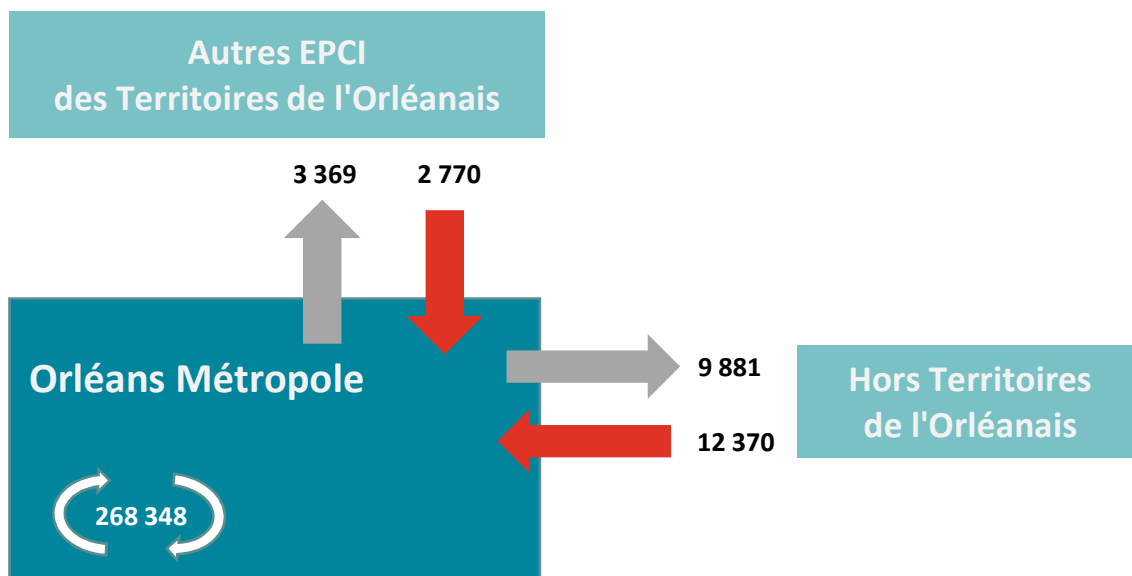 Autres EPCI
des Territoires de l'Orléanais
3 369
2 770
Orléans Métropole
9 881
Hors Territoires
de l'Orléanais
12 370
268 348